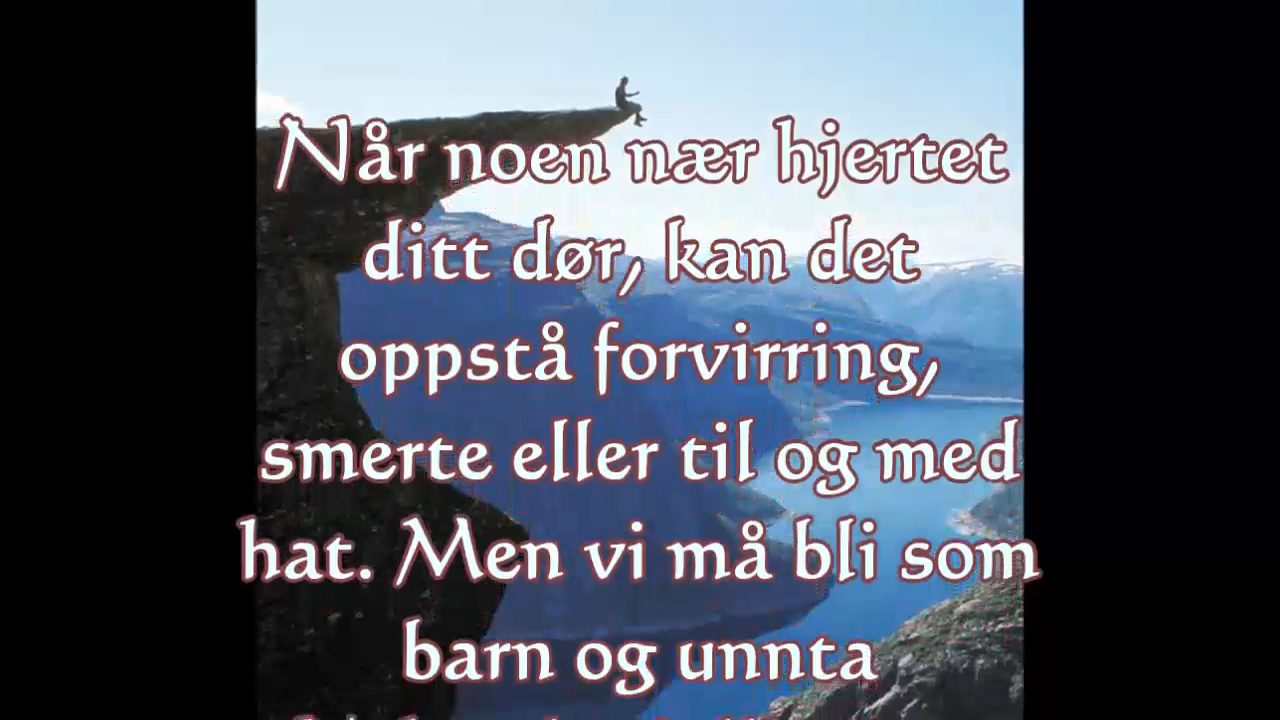 Når noen nær hjertet
ditt dør, kan det
oppstå forvirring,
smerte eller til og med
hat. Men vi må bli som
barn og unnta